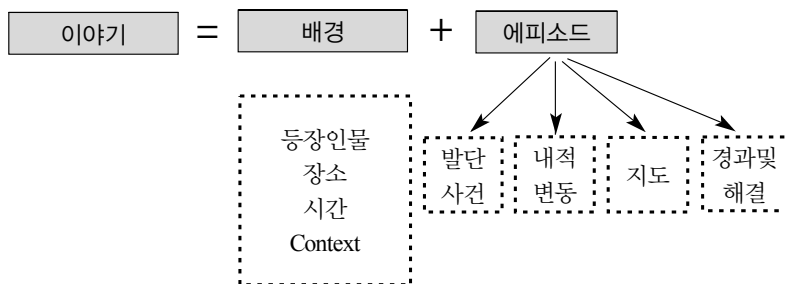 이야기 = 배경 + 에피소드
등장인물
장소
시간
Context
발단
사건
내적
변동
지도
경과및
해결